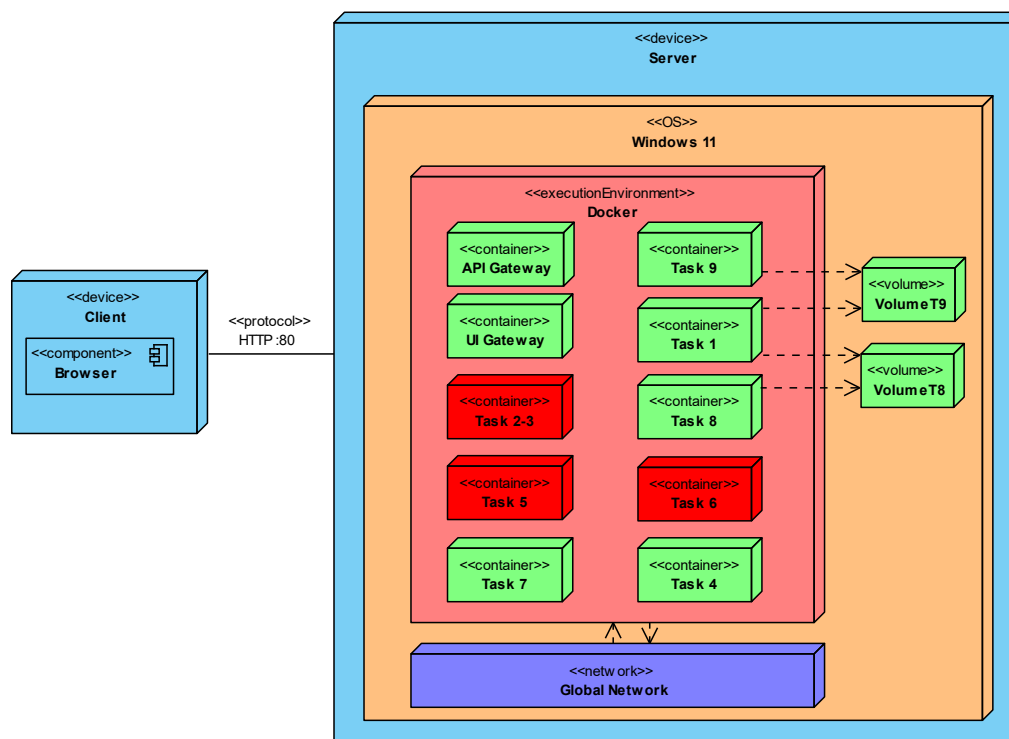 <<device>>
Server
<<OS>>
Windows 11
<<executionEnvironment>>
Docker
<<container>>
API Gateway
<<container>>
Task 9
<<container>>
UI Gateway
<<container>>
Task 1
<<container>>
Task 2-3
<<container>>
Task 8
<<container>>
Task 5
<<container>>
Task 6
<<container>>
Task 7
<<container>>
Task 4
<<volume>>
VolumeT9
<<volume>>
VolumeT8
<<device>>
Client
<<component>>
Browser
<<protocol>>
HTTP :80
<<network>>
Global Network